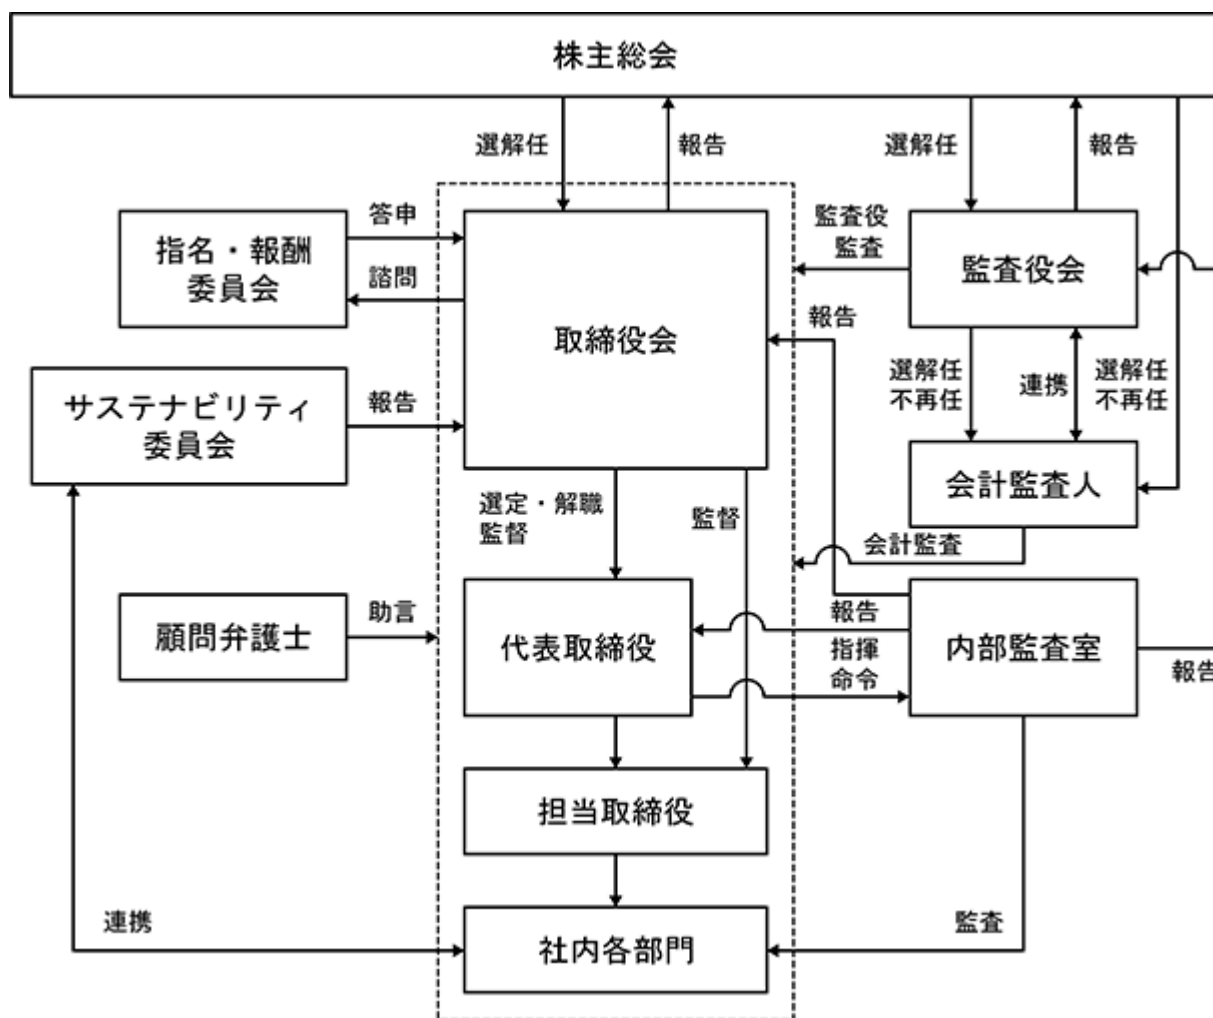 株主総会
選解任
報告
選解任
報告
答申
指名・報酬
委員会
諮問
取締役会
監査役
監査
監査役会
報告
サステナビリティ
委員会
報告
選解任
不再任
連携
選解任
不再任
会計監査人
選定・解職
監督
監督
会計監査
顧問弁護士
助言
代表取締役
報告
指揮
命令
内部監査室
報告
担当取締役
連携
社内各部門
監査